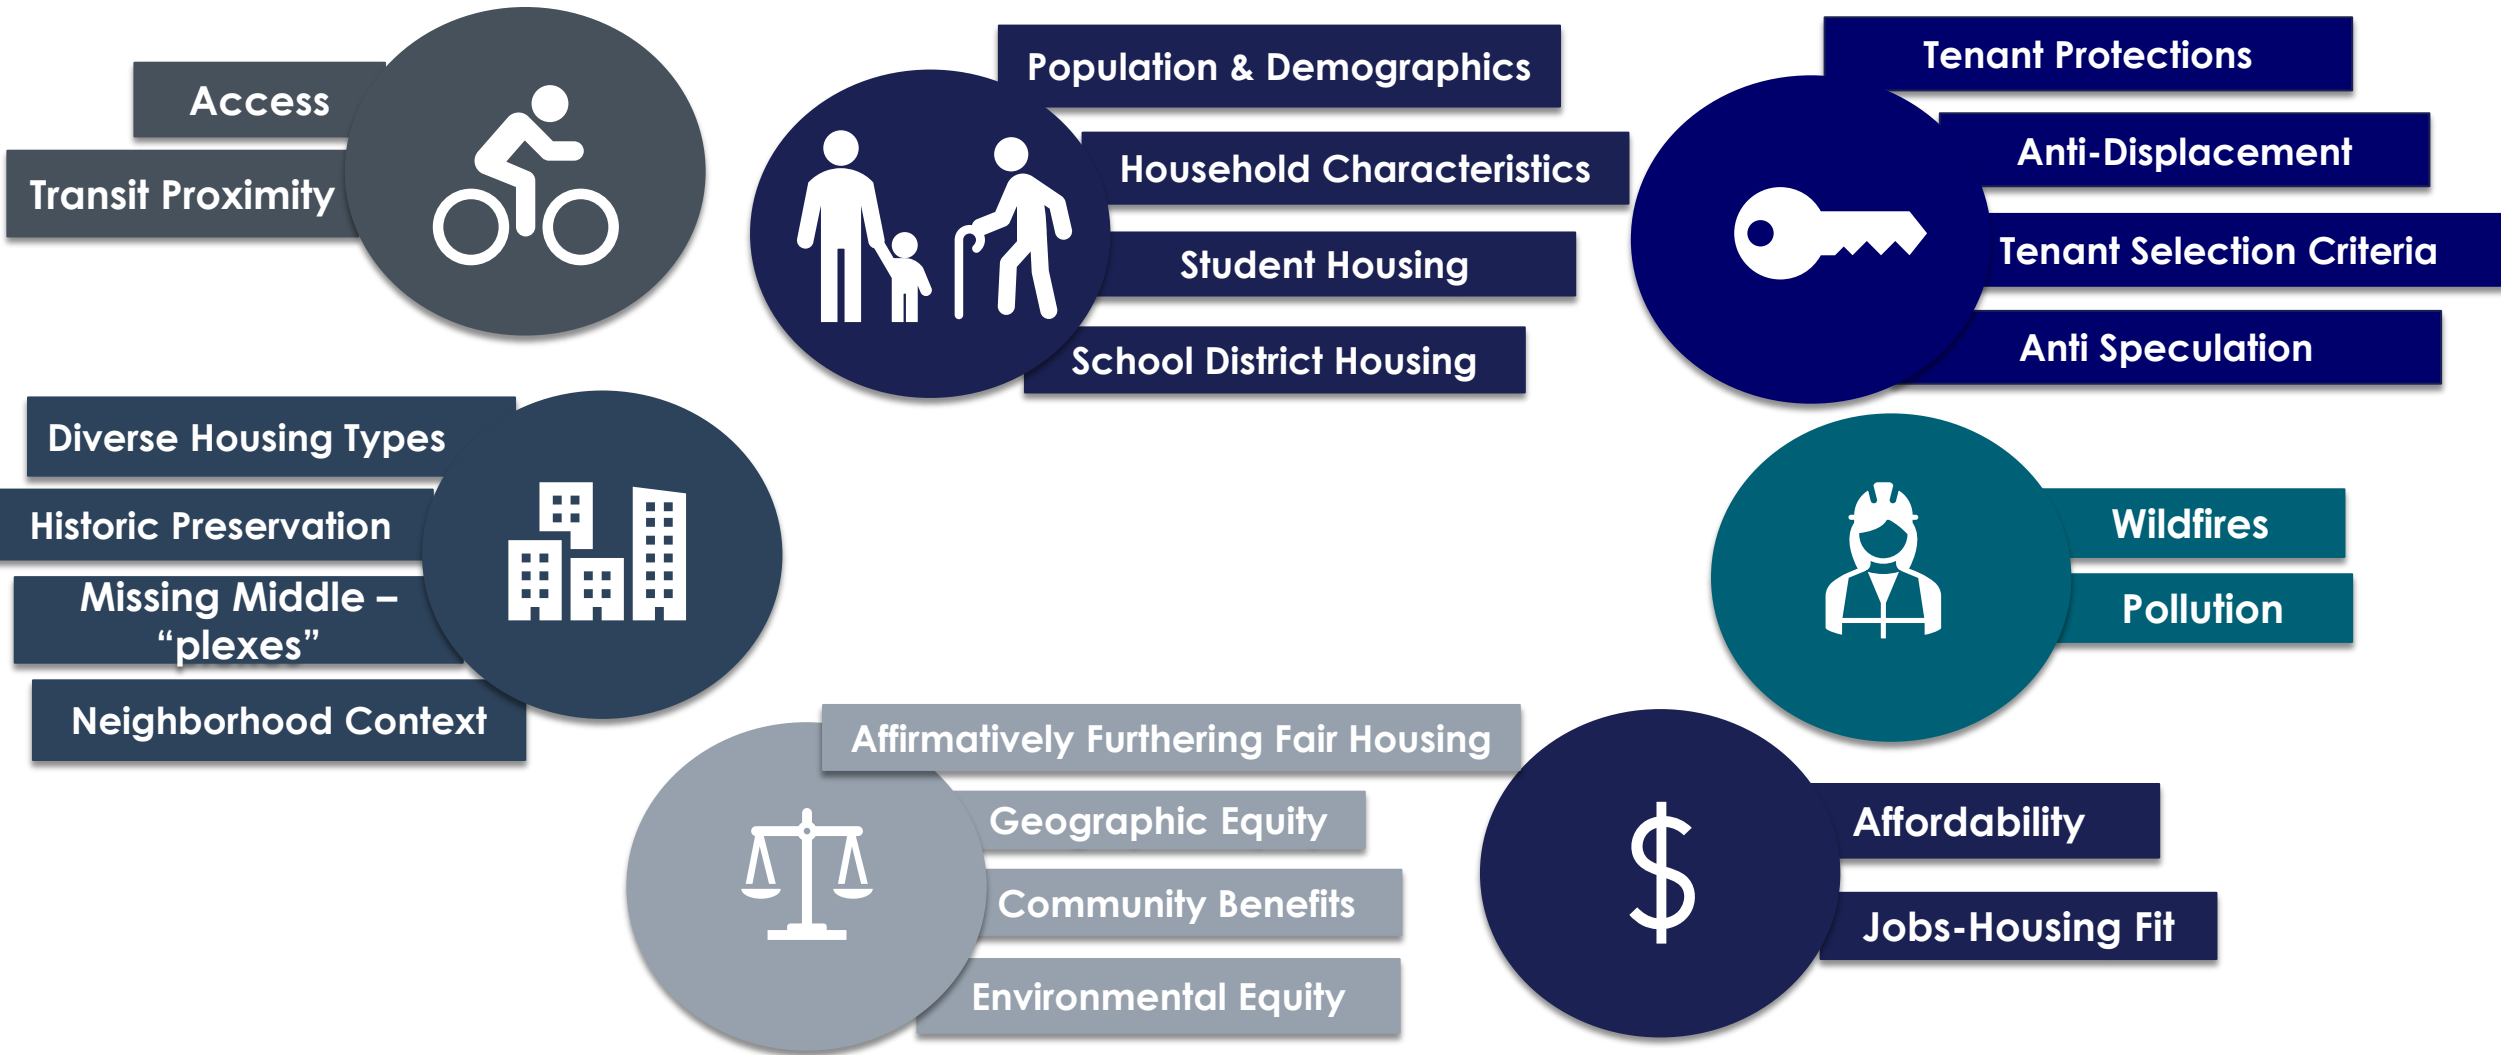 Access
Transit Proximity
Population & Demographics
Household Characteristics
Student Housing
School District Housing
Tenant Protections
Anti-Displacement
Tenant Selection Criteria
Anti Speculation
Diverse Housing Types
Historic Preservation
Missing Middle –
“plexes”
Neighborhood Context
Wildfires
Pollution
Affirmatively Furthering Fair Housing
Geographic Equity
Community Benefits
Environmental Equity
$
Affordability
Jobs-Housing Fit